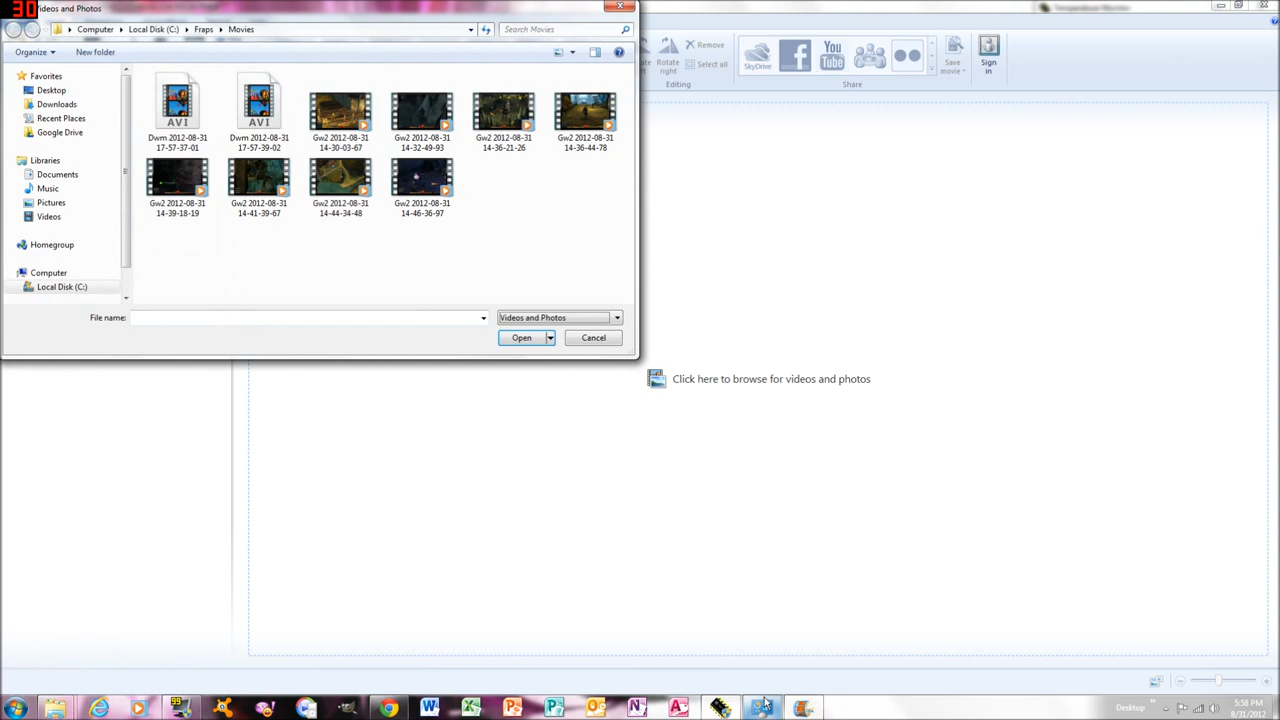 30
Videos and Photos
Temperature Monitor
Computer Local Disk (C:) Fraps Movies
Search Movies
Organize
New folder
Favorites
Desktop
Downloads
Recent Places
Google Drive
Libraries
Documents
Music
Pictures
Videos
Homegroup
Computer
Local Disk (C:)
AVI
AVI
Dwm 2012-08-31
17-57-37-01
Dwm 2012-08-31
17-57-39-02
Gw2 2012-08-31
14-30-03-67
Gw2 2012-08-31
14-32-49-93
Gw2 2012-08-31
14-36-21-26
Gw2 2012-08-31
14-36-44-78
Gw2 2012-08-31
14-39-18-19
Gw2 2012-08-31
14-41-39-67
Gw2 2012-08-31
14-44-34-48
Gw2 2012-08-31
14-46-36-97
File name:
Videos and Photos
Open
Cancel
Rotate
right
Remove
Select all
Editing
SkyDrive
You
Tube
Share
Save
movie
Sign
in
Click here to browse for videos and photos
99
Desktop
5:58 PM
8/31/2012